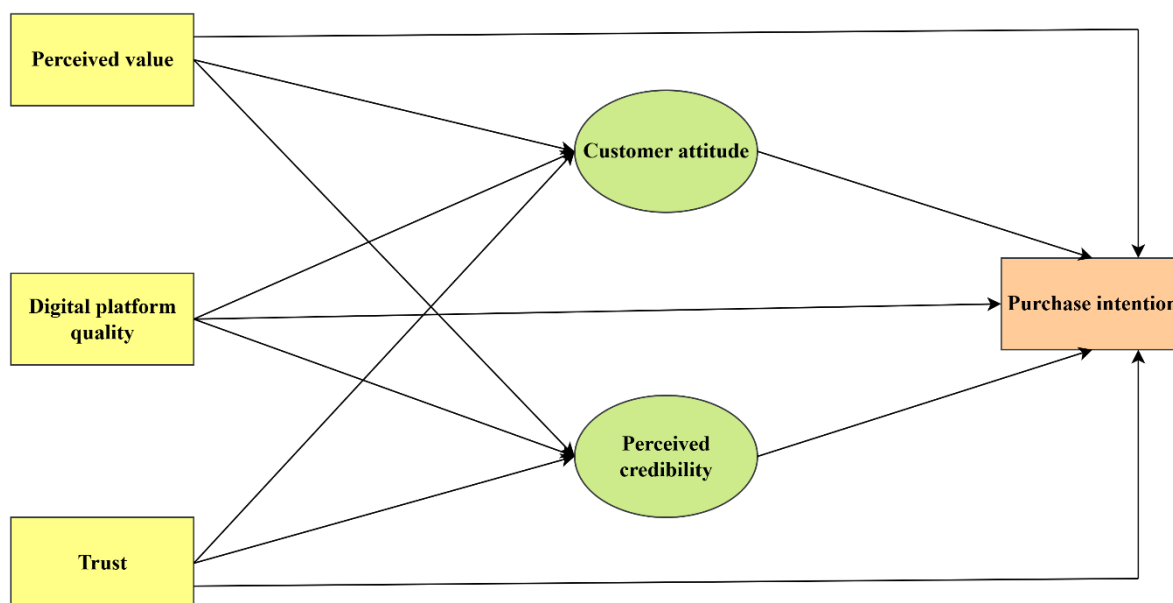 Perceived value
Customer attitude
Digital platform
quality
Purchase intention
Perceived
credibility
Trust